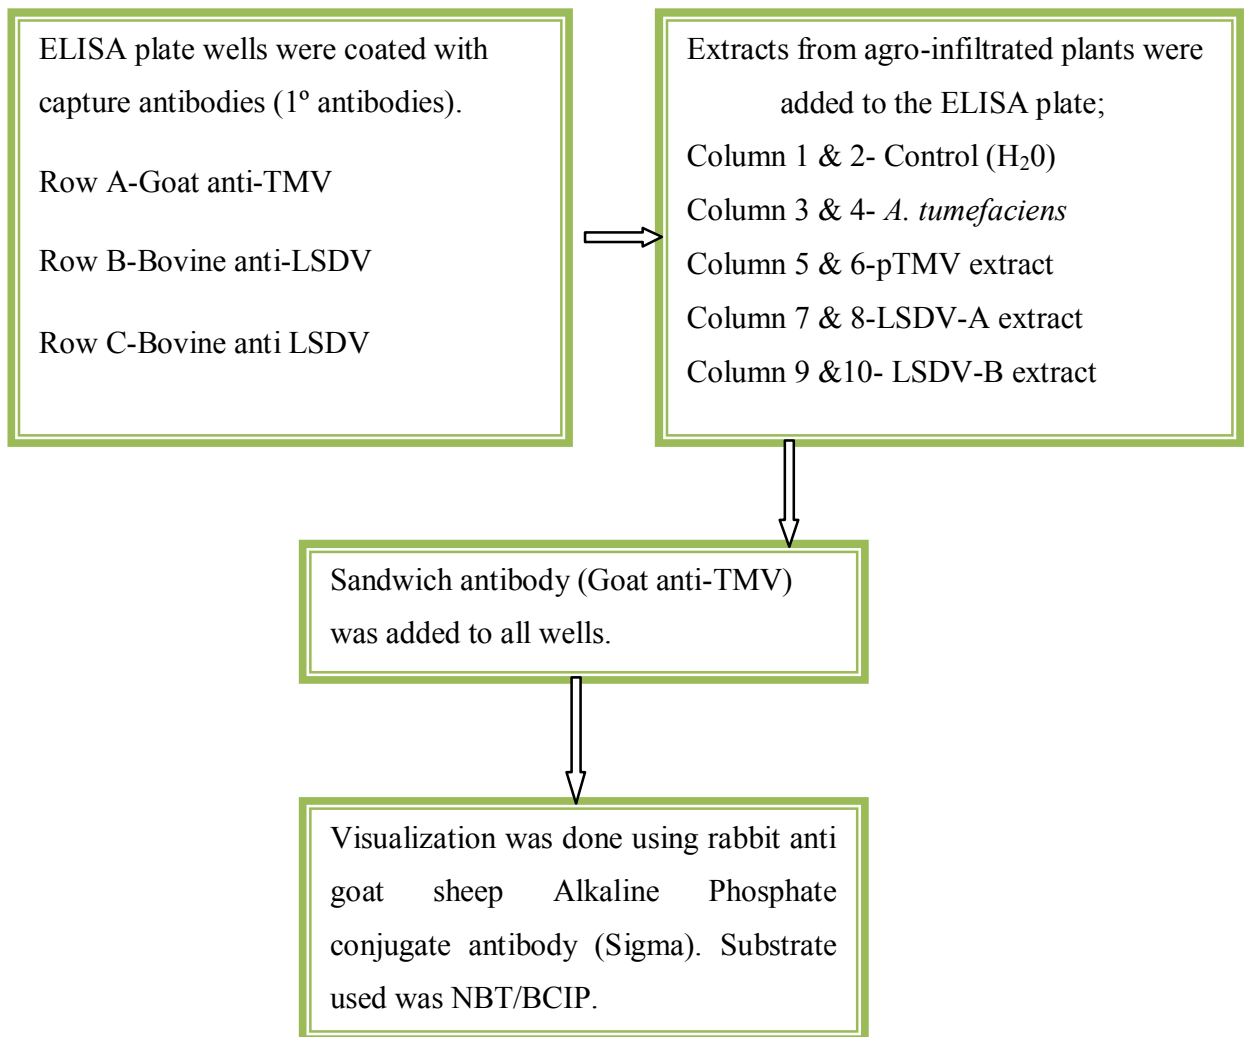 ELISA plate wells were coated with
capture antibodies (1º antibodies).
Row A-Goat anti-TMV
Row B-Bovine anti-LSDV
Row C-Bovine anti LSDV
Extracts from agro-infiltrated plants were
added to the ELISA plate;
Column 1 & 2- Control (H₂0)
Column 3 & 4- A. tumefaciens
Column 5 & 6-pTMV extract
Column 7 & 8-LSDV-A extract
Column 9 &10- LSDV-B extract
Sandwich antibody (Goat anti-TMV)
was added to all wells.
Visualization was done using rabbit anti
goat sheep Alkaline Phosphate
conjugate antibody (Sigma). Substrate
used was NBT/BCIP.